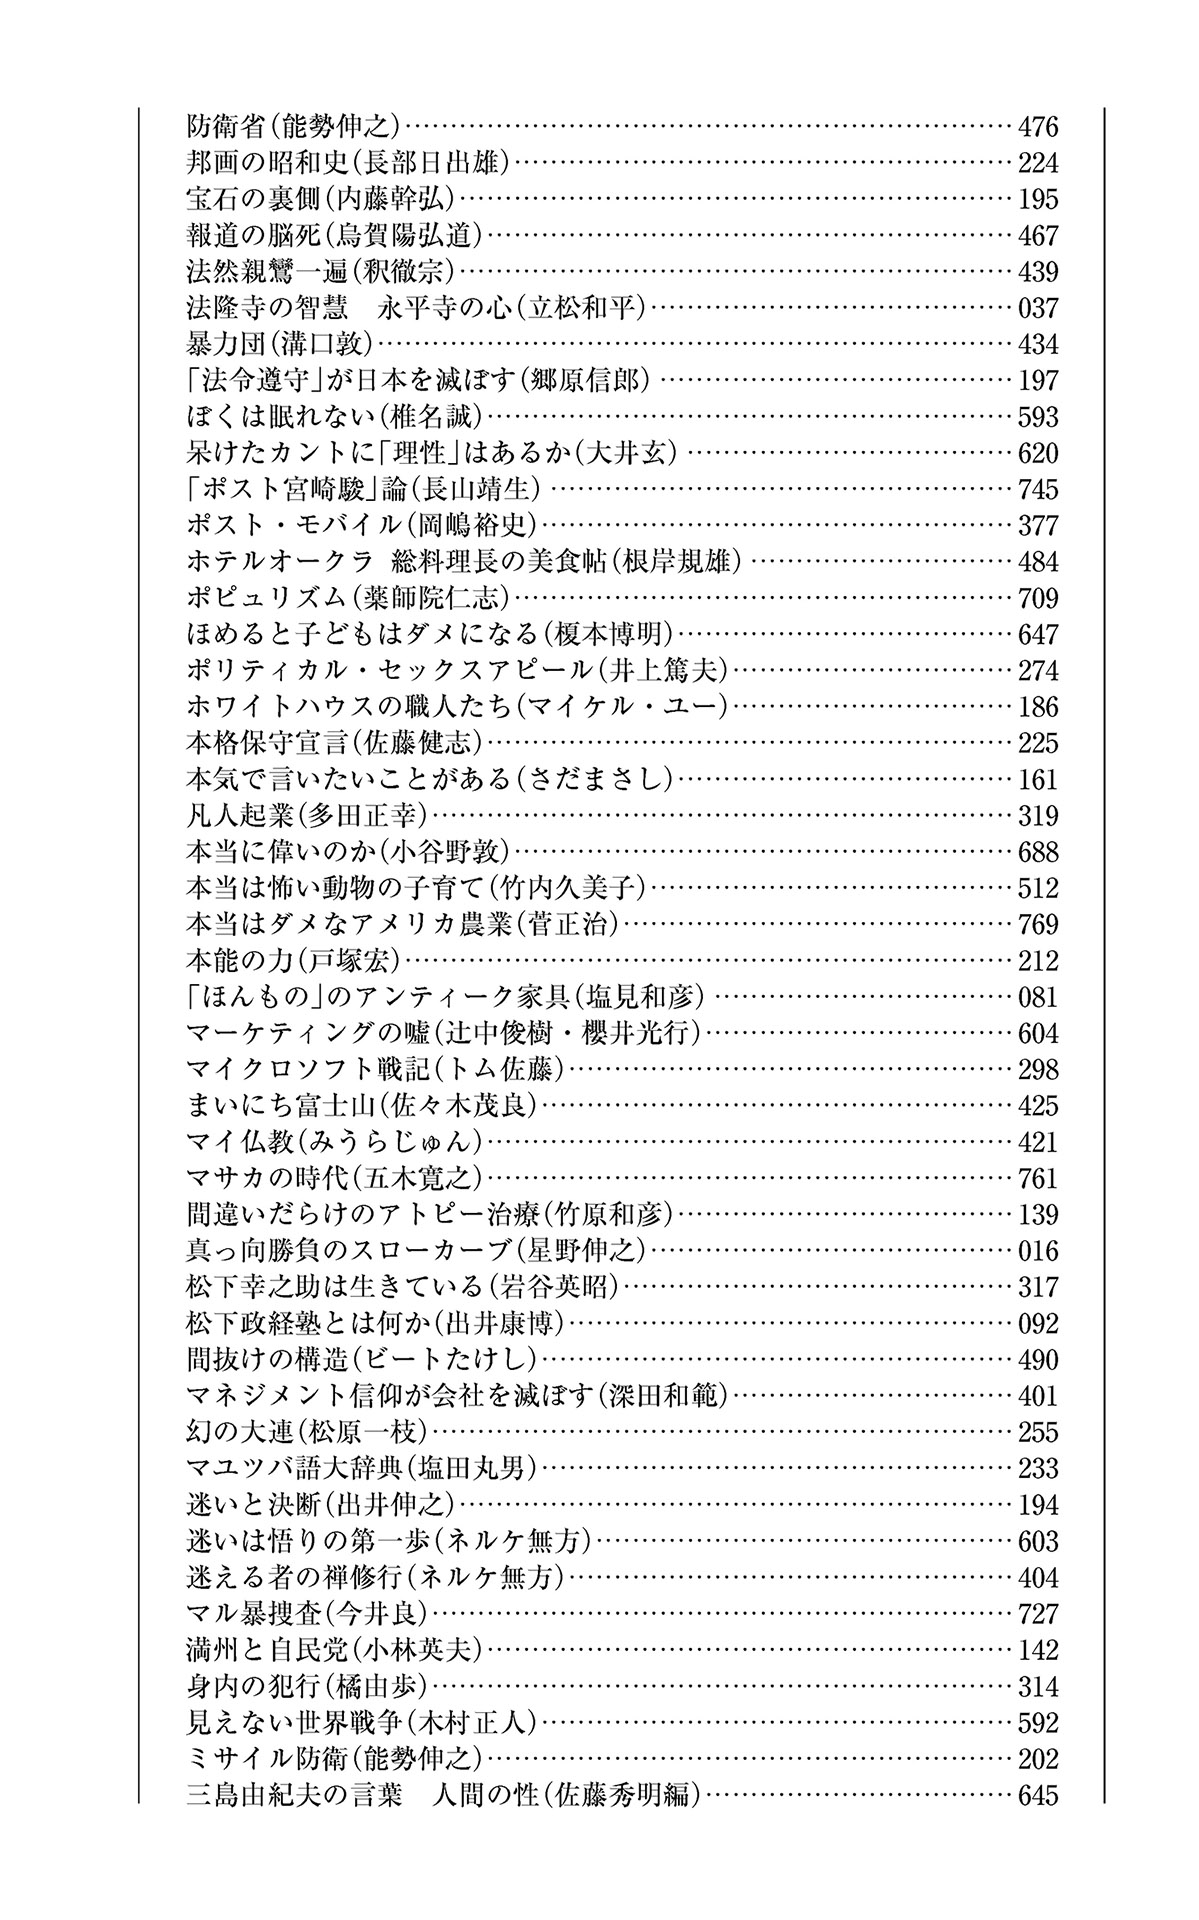 防衛省(能勢伸之)…………476
邦画の昭和史(長部日出雄)…………224
宝石の裏側(内藤幹弘)…………195
報道の脳死(烏賀陽弘道)…………467
法然親鸞一遍(釈徹宗)…………439
法隆寺の智慧　永平寺の心(立松和平)…………037
暴力団(溝口敦)…………434
「法令遵守」が日本を滅ぼす(郷原信郎)…………197
ぼくは眠れない(椎名誠)…………593
呆けたカントに「理性」はあるか(大井玄)…………620
「ポスト宮崎駿」論(長山靖生)…………745
ポスト・モバイル(岡嶋裕史)…………377
ホテルオークラ 総料理長の美食帖(根岸規雄)…………484
ポピュリズム(薬師院仁志)…………709
ほめると子どもはダメになる(榎本博明)…………647
ポリティカル・セックスアピール(井上篤夫)…………274
ホワイトハウスの職人たち(マイケル・ユー)…………186
本格保守宣言(佐藤健志)…………225
本気で言いたいことがある(さだまさし)…………161
凡人起業(多田正幸)…………319
本当に偉いのか(小谷野敦)…………688
本当は怖い動物の子育て(竹内久美子)…………512
本当はダメなアメリカ農業(菅正治)…………769
本能の力(戸塚宏)…………212
「ほんもの」のアンティーク家具(塩見和彦)…………081
マーケティングの嘘(辻中俊樹・櫻井光行)…………604
マイクロソフト戦記(トム佐藤)…………298
まいにち富士山(佐々木茂良)…………425
マイ仏教(みうらじゅん)…………421
マサカの時代(五木寛之)…………761
間違いだらけのアトピー治療(竹原和彦)…………139
真っ向勝負のスローカーブ(星野伸之)…………016
松下幸之助は生きている(岩谷英昭)…………317
松下政経塾とは何か(出井康博)…………092
間抜けの構造(ビートたけし)…………490
マネジメント信仰が会社を滅ぼす(深田和範)…………401
幻の大連(松原一枝)…………255
マユツバ語大辞典(塩田丸男)…………233
迷いと決断(出井伸之)…………194
迷いは悟りの第一歩(ネルケ無方)…………603
迷える者の禅修行(ネルケ無方)…………404
マル暴捜査(今井良)…………727
満州と自民党(小林英夫)…………142
身内の犯行(橘由歩)…………314
見えない世界戦争(木村正人)…………592
ミサイル防衛(能勢伸之)…………202
三島由紀夫の言葉　人間の性(佐藤秀明編)…………645